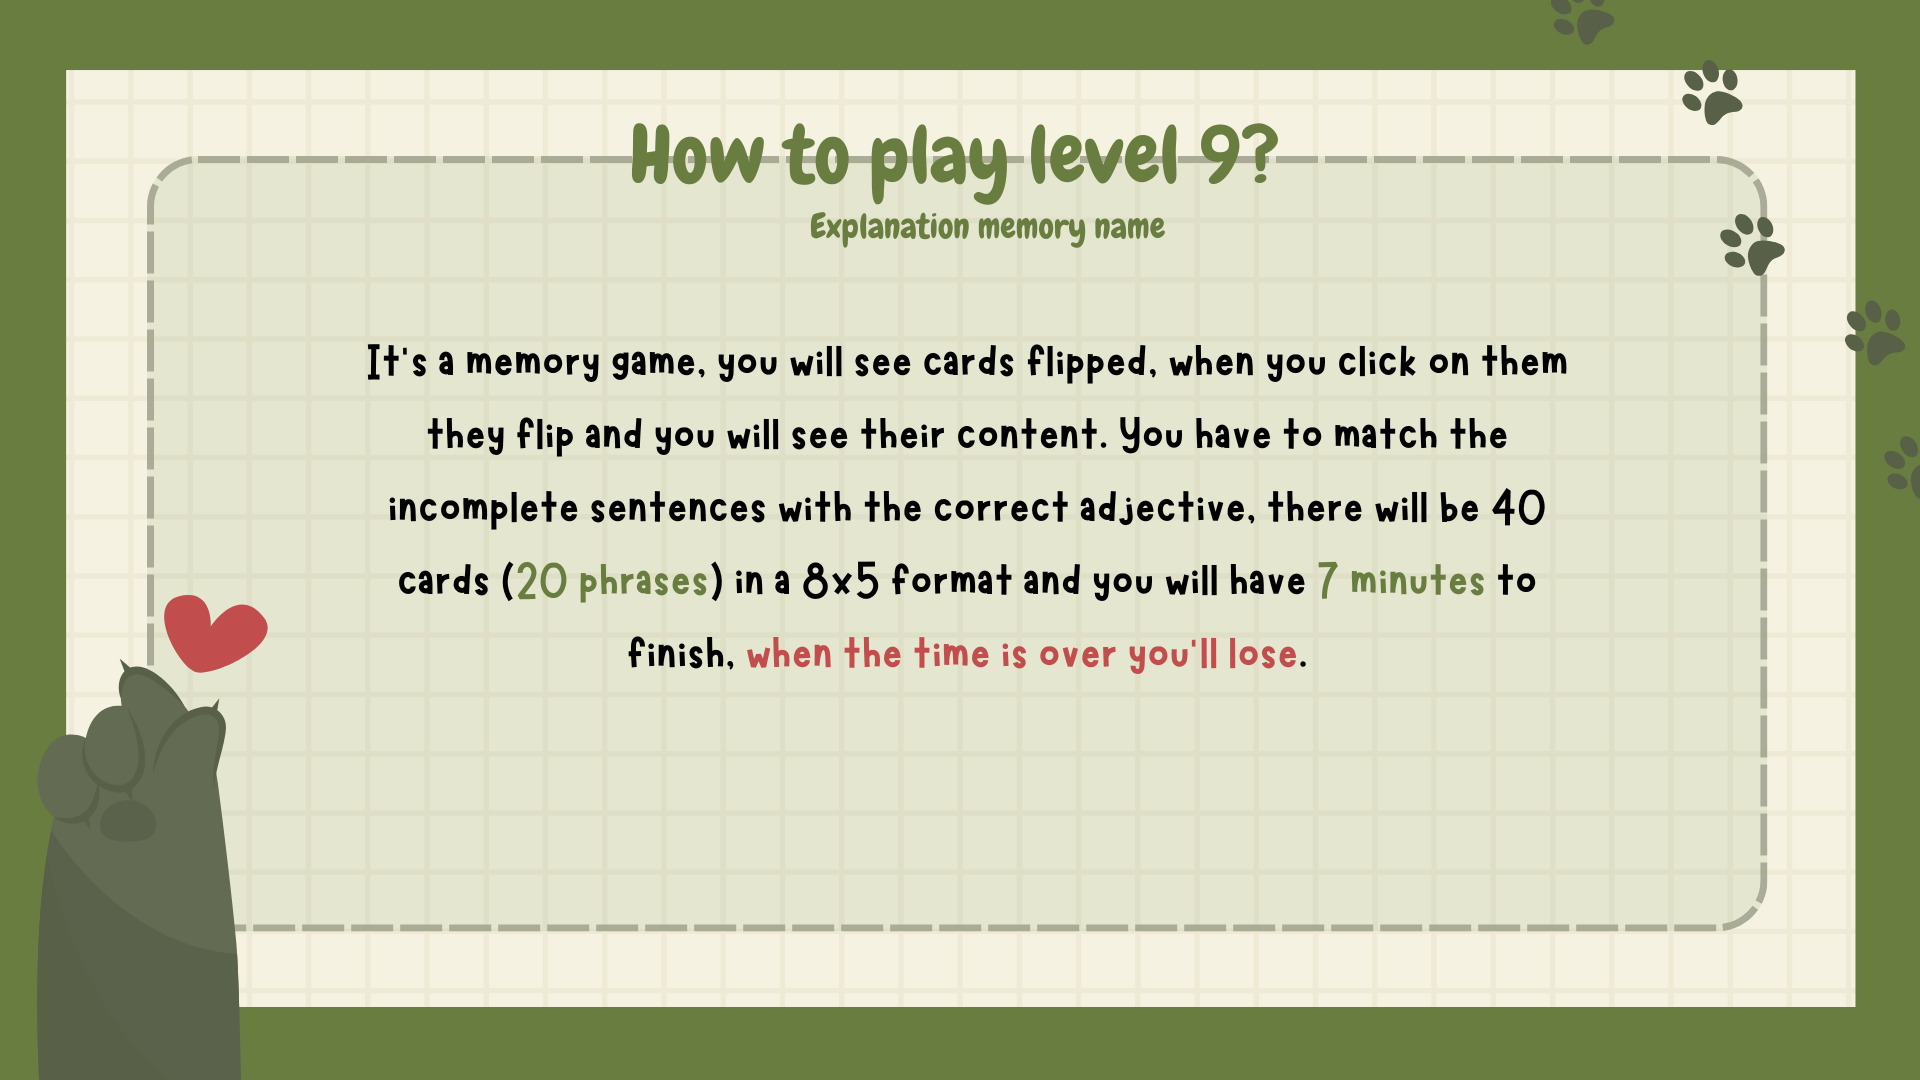 How to play level 9?
Explanation memory name
It's a memory game, you will see cards flipped, when you click on them
they flip and you will see their content. You have to match the
incomplete sentences with the correct adjective, there will be 40
cards (20 phrases) in a 8x5 format and you will have 7 minutes to
finish, when the time is over you'll lose.